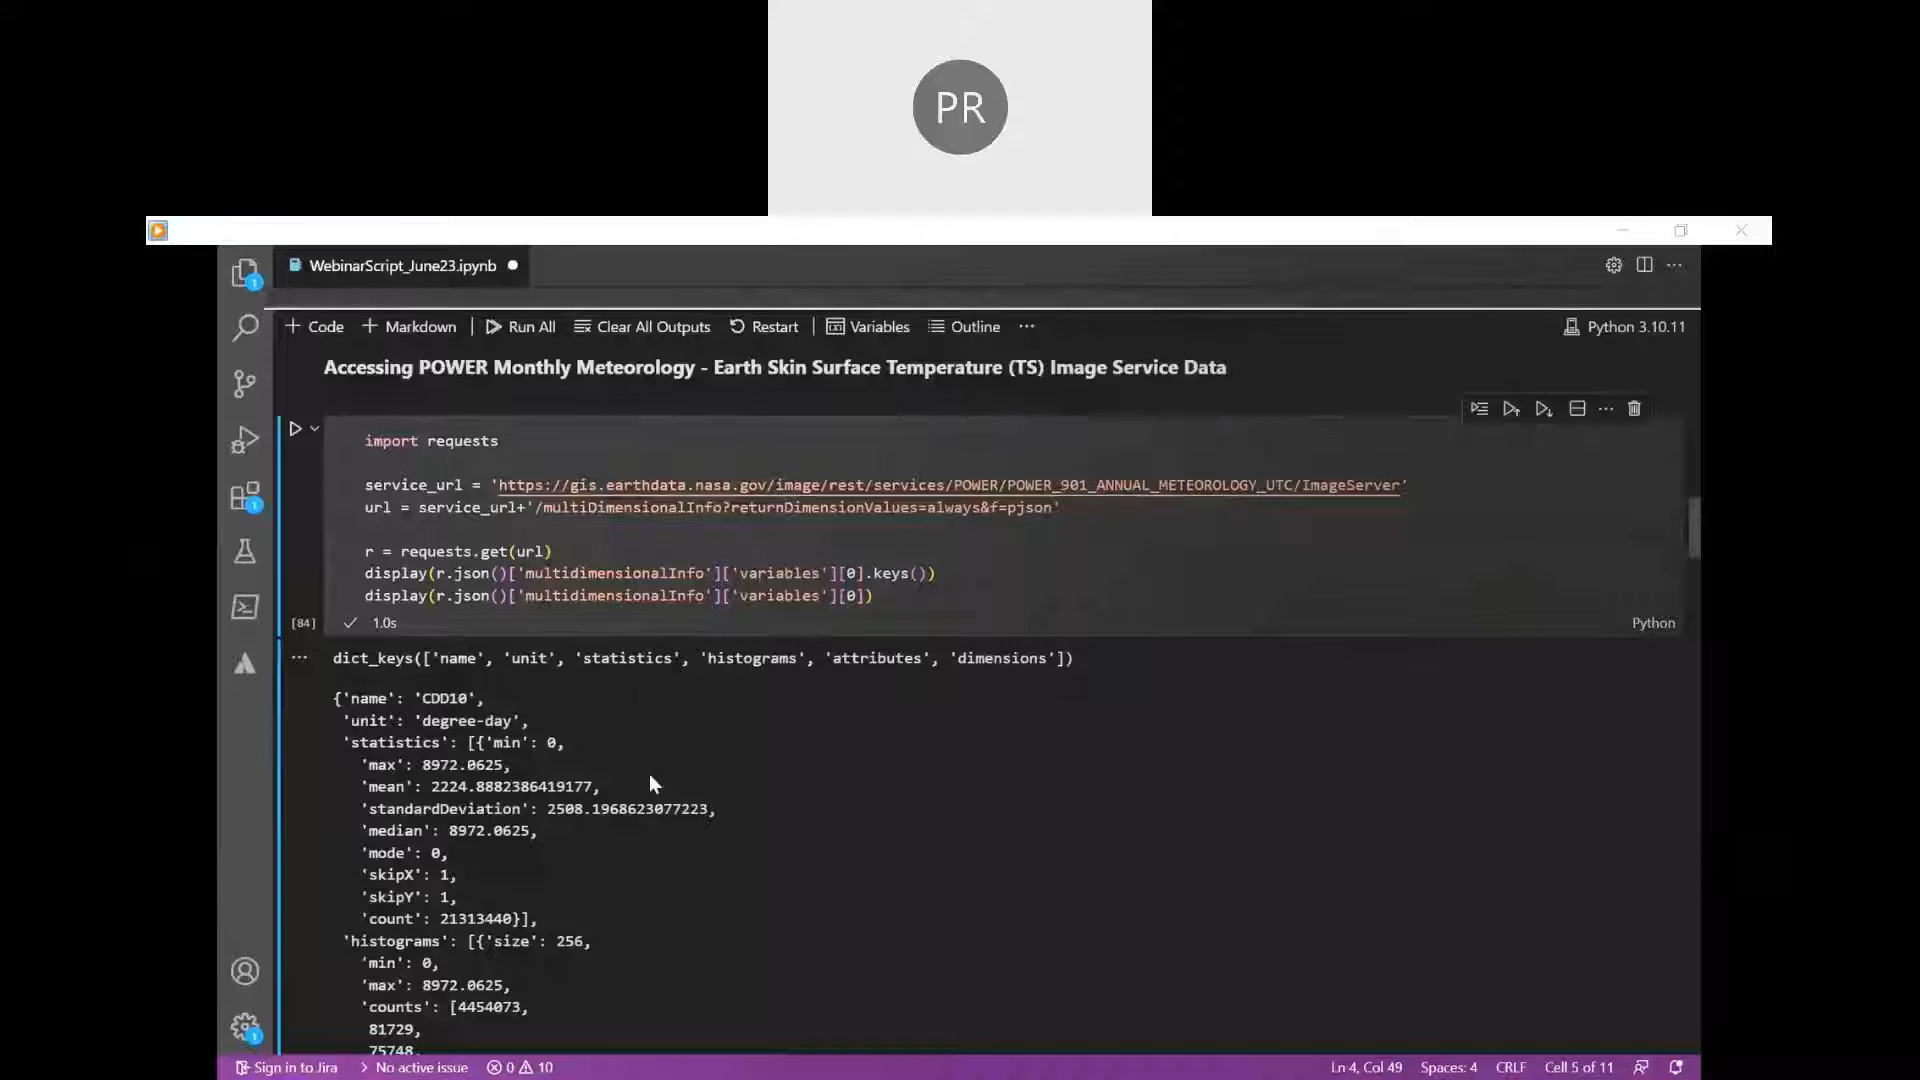 PR
WebinarScript_June23.ipynb
1
Code Markdown Run All Clear All Outputs Restart Variables Outline ... Python 3.10.11
Accessing POWER Monthly Meteorology - Earth Skin Surface Temperature (TS) Image Service Data
import requests
service_url = 'https://gis.earthdata.nasa.gov/image/rest/services/POWER/POWER_901_ANNUAL_METEOROLOGY_UTC/ImageServer'
url = service_url+'/multiDimensionalInfo?returnDimensionValues=always&f=pjson'
r = requests.get(url)
display(r.json()['multidimensionalInfo']['variables'][0].keys())
display(r.json()['multidimensionalInfo']['variables'][0])
[84] 1.0s Python
dict_keys(['name', 'unit', 'statistics', 'histograms', 'attributes', 'dimensions'])
{'name': 'CDD10',
'unit': 'degree-day',
'statistics': [{'min': 0,
'max': 8972.0625,
'mean': 2224.8882386419177,
'standardDeviation': 2508.1968623077223,
'median': 8972.0625,
'mode': 0,
'skipX': 1,
'skipY': 1,
'count': 21313440}],
'histograms': [{'size': 256,
'min': 0,
'max': 8972.0625,
'counts': [4454073,
81729,
75748,
1
1
Sign in to Jira No active issue 0 10 Ln 4, Col 49 Spaces: 4 CRLF Cell 5 of 11